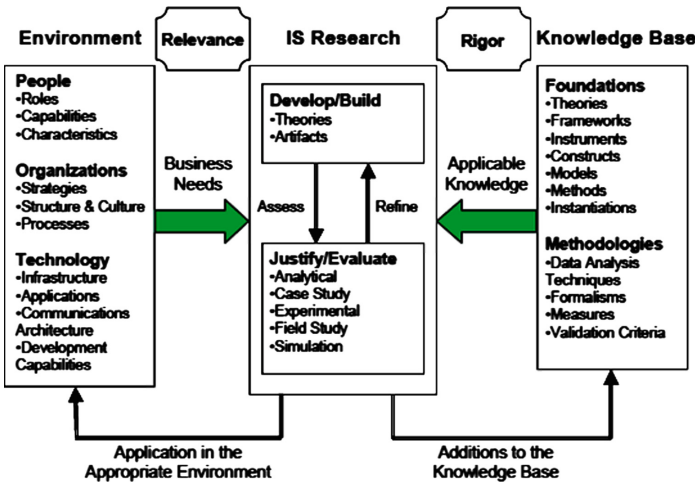 Environment
Relevance
IS Research
Rigor
Knowledge Base
People
•Roles
•Capabilities
•Characteristics
Organizations
•Strategies
•Structure & Culture
•Processes
Technology
•Infrastructure
•Applications
•Communications
Architecture
•Development
Capabilities
Business
Needs
Develop/Build
•Theories
•Artifacts
Assess
Refine
Justify/Evaluate
•Analytical
•Case Study
•Experimental
•Field Study
•Simulation
Applicable
Knowledge
Foundations
•Theories
•Frameworks
•Instruments
•Constructs
•Models
•Methods
•Instantiations
Methodologies
•Data Analysis
Techniques
•Formalisms
•Measures
•Validation Criteria
Application in the
Appropriate Environment
Additions to the
Knowledge Base